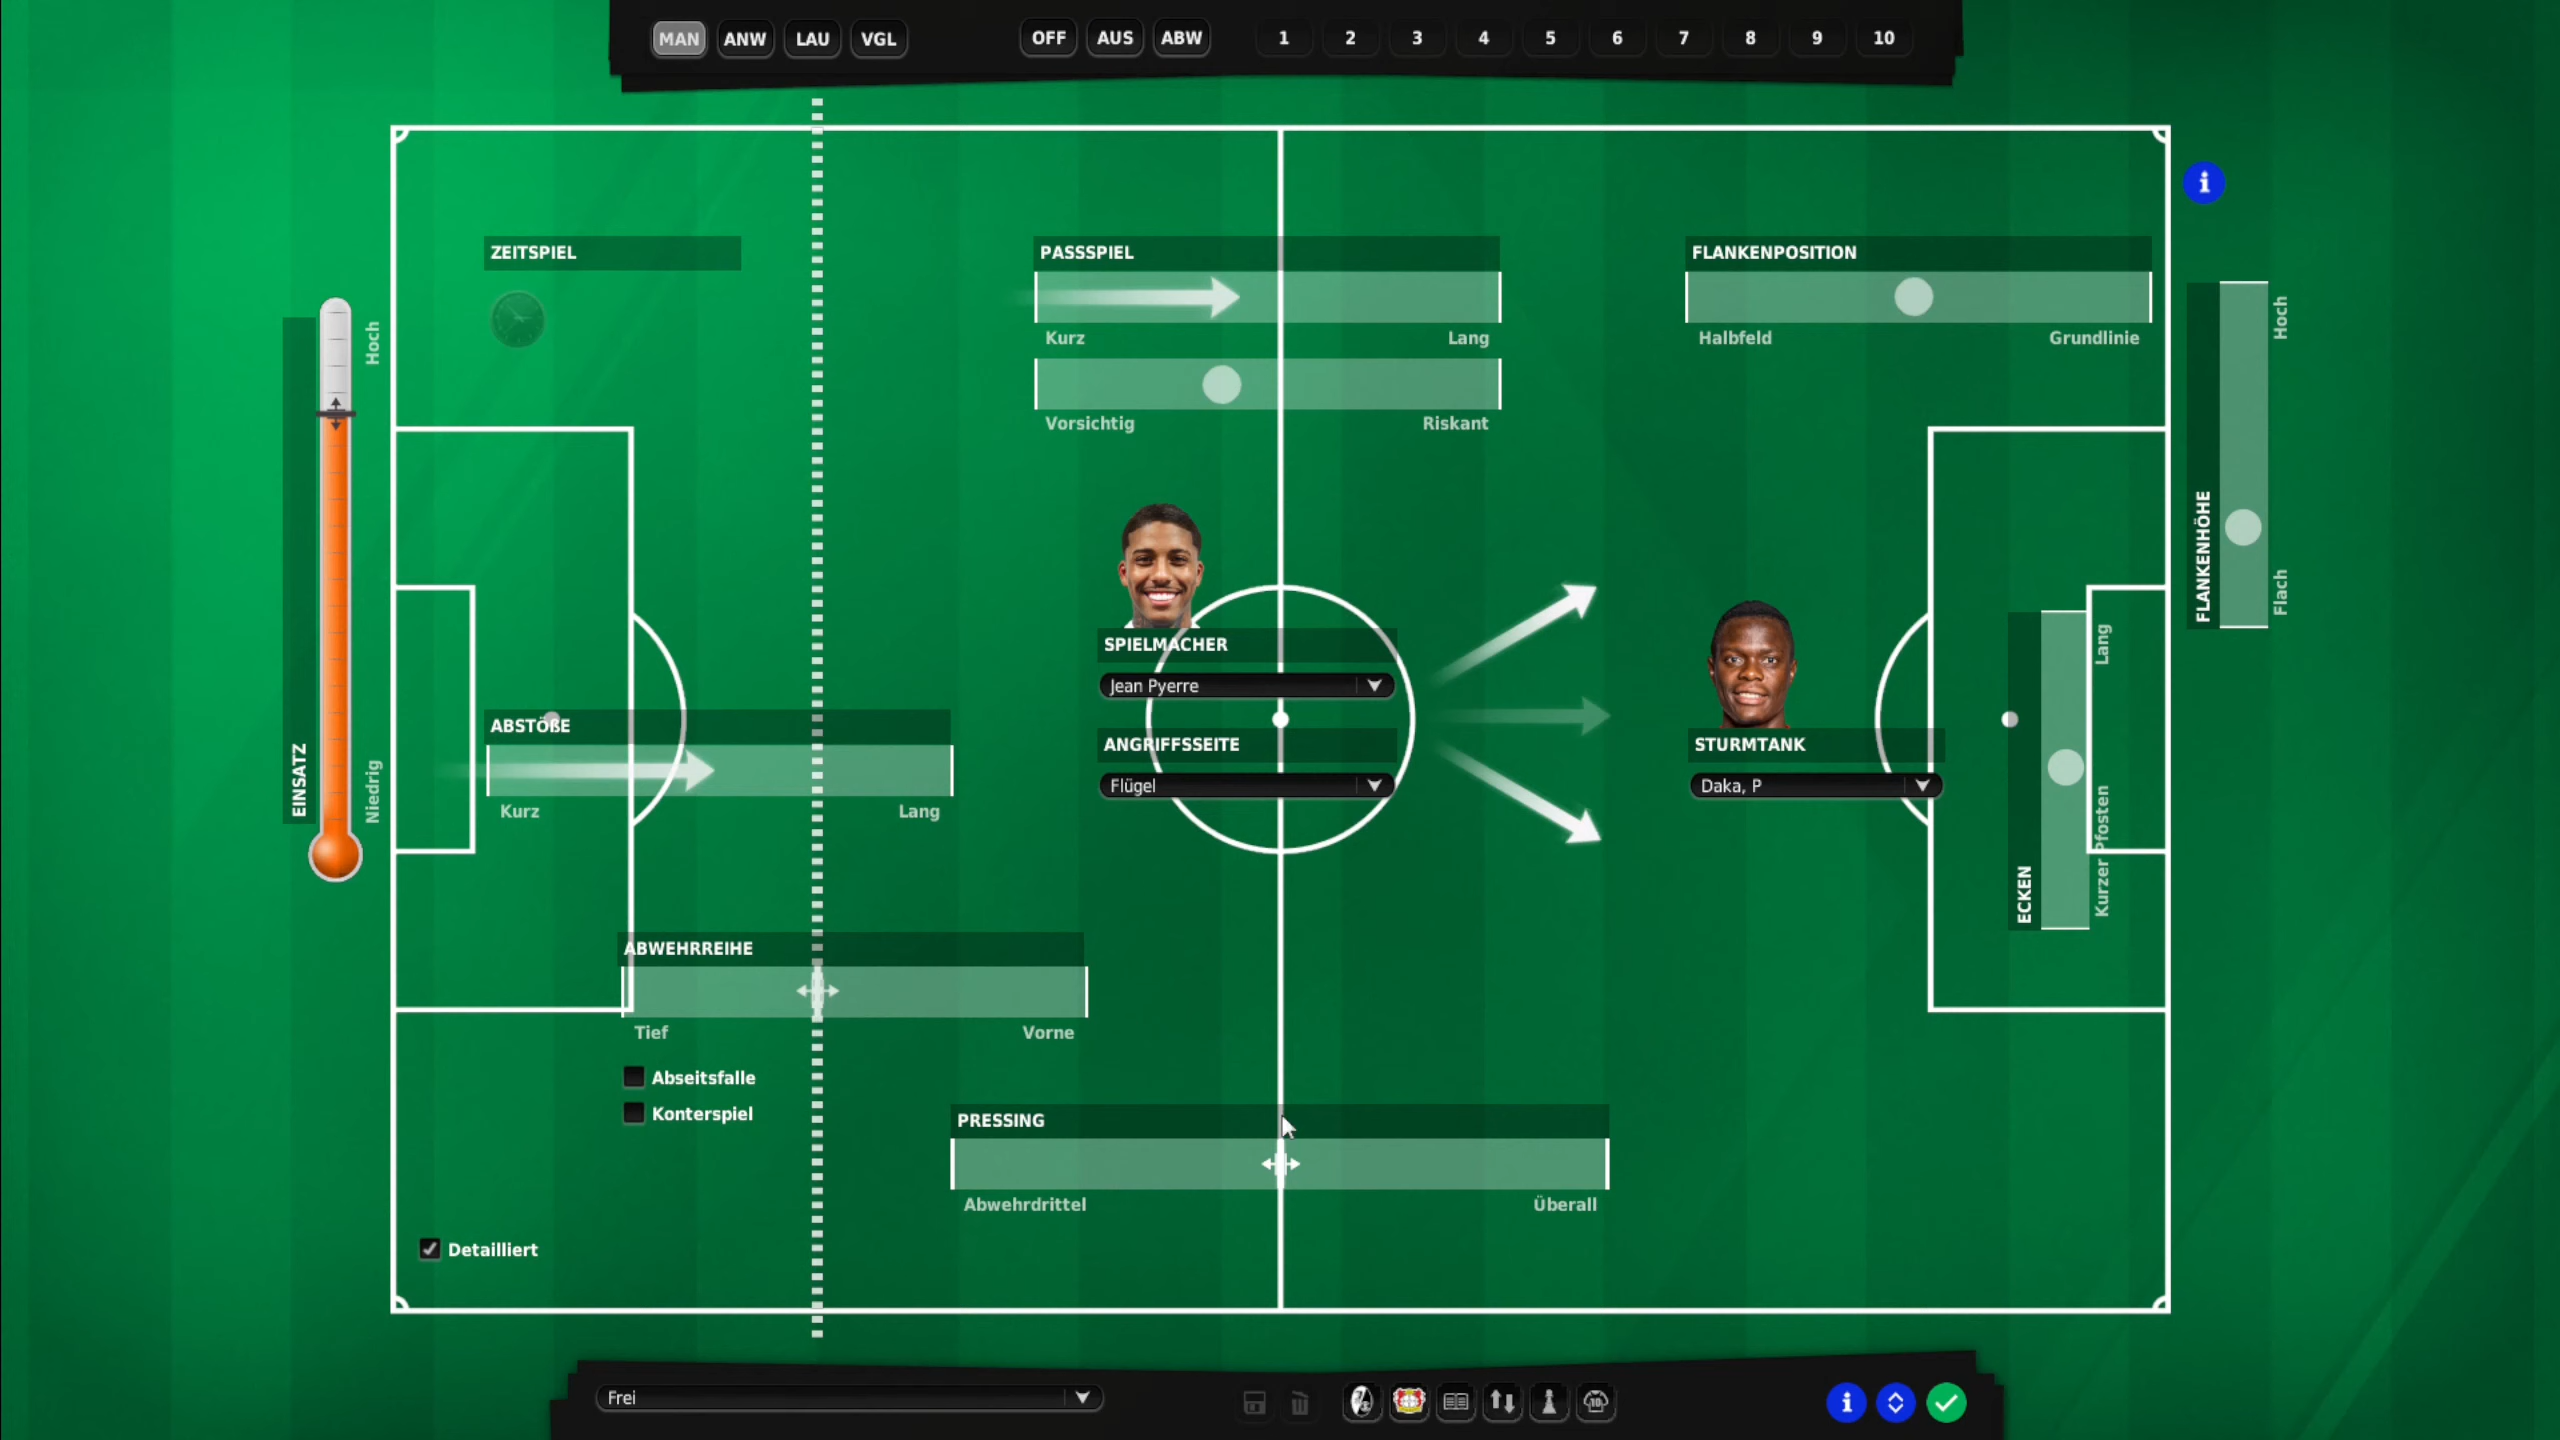 MAN ANW LAU VGL OFF AUS ABW 1 2 3 4 5 6 7 8 9 10
ZEITSPIEL
PASSSPIEL
Kurz Lang
Vorsichtig Riskant
FLANKENPOSITION
Halbfeld Grundlinie
EINSATZ
Hoch
Niedrig
FLANKENHÖHE
Hoch
Flach
SPIELMACHER
Jean Pyerre
ANGRIFFSSEITE
Flügel
STURMTANK
Daka, P
ABSTÖßE
Kurz Lang
ECKEN
Lang
Kurzer Pfosten
ABWEHRREIHE
Tief Vorne
Abseitsfalle
Konterspiel
PRESSING
Abwehrdrittel Überall
Detailliert
Frei
10